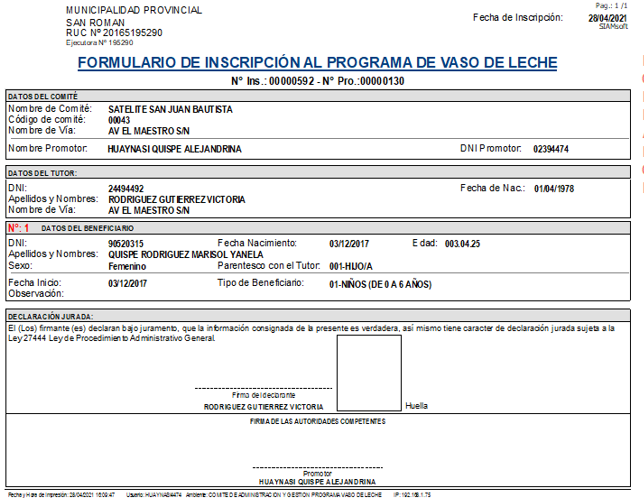 MUNICIPALIDAD PROVINCIAL
SAN ROMAN
RUC Nº 20165195290
Ejecutora Nº 195290
Pag.: 1 /1
Fecha de Inscripción: 28/04/2021
SIAMsoft
FORMULARIO DE INSCRIPCIÓN AL PROGRAMA DE VASO DE LECHE
Nº Ins.: 00000592 - Nº Pro.:00000130
DATOS DEL COMITÉ
Nombre de Comité: SATELITE SAN JUAN BAUTISTA
Código de comité: 00043
Nombre de Vía: AV EL MAESTRO S/N
Nombre Promotor: HUAYNASI QUISPE ALEJANDRINA DNI Promotor: 02394474
DATOS DEL TUTOR:
DNI: 24494492 Fecha de Nac.: 01/04/1978
Apellidos y Nombres: RODRIGUEZ GUTIERREZ VICTORIA
Nombre de Vía: AV EL MAESTRO S/N
Nº: 1 DATOS DEL BENEFICIARIO
DNI: 90520315 Fecha Nacimiento: 03/12/2017 Edad: 003.04.25
Apellidos y Nombres: QUISPE RODRIGUEZ MARISOL YANELA
Sexo: Femenino Parentesco con el Tutor: 001-HIJO/A
Fecha Inicio: 03/12/2017 Tipo de Beneficiario: 01-NIÑOS (DE 0 A 6 AÑOS)
Observación:
DECLARACIÓN JURADA:
El (Los) firmante (es) declaran bajo juramento, que la información consignada de la presente es verdadera, así mismo tiene caracter de declaración jurada sujeta a la
Ley 27444 Ley de Procedimiento Administrativo General.
Firma del declarante
RODRIGUEZ GUTIERREZ VICTORIA Huella
FIRMA DE LAS AUTORIDADES COMPETENTES
Promotor
HUAYNASI QUISPE ALEJANDRINA
Fecha y Hora de Impresión: 28/04/2021 16:09:47 Usuario: HUAYNA94474 Ambiente: COMITE DE ADMINISTRACION Y GESTION PROGRAMA VASO DE LECHE IP: 192.168.1.75